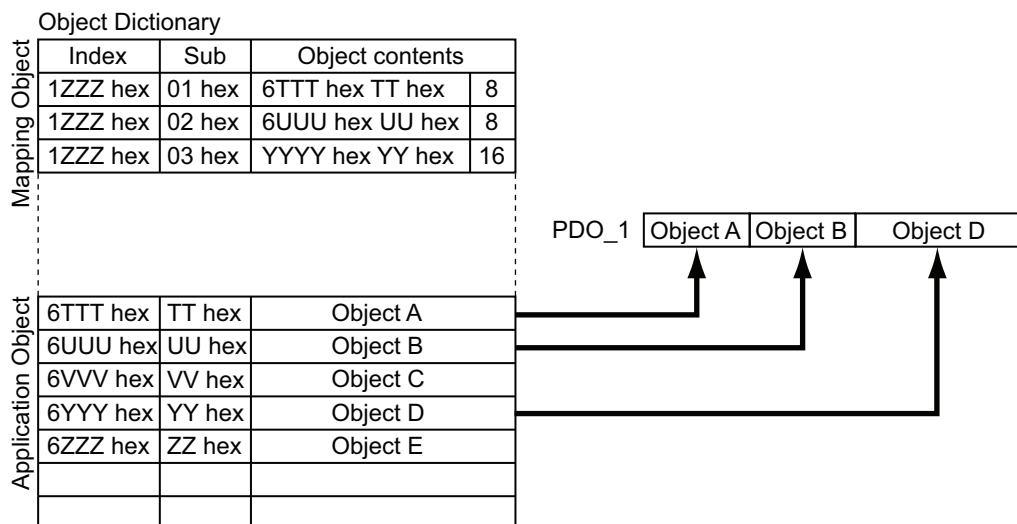 Object Dictionary
Mapping Object
Index Sub Object contents
1ZZZ hex 01 hex 6TTT hex TT hex 8
1ZZZ hex 02 hex 6UUU hex UU hex 8
1ZZZ hex 03 hex YYYY hex YY hex 16
PDO_1 Object A Object B Object D
Application Object
6TTT hex TT hex Object A
6UUU hex UU hex Object B
6VVV hex VV hex Object C
6YYY hex YY hex Object D
6ZZZ hex ZZ hex Object E